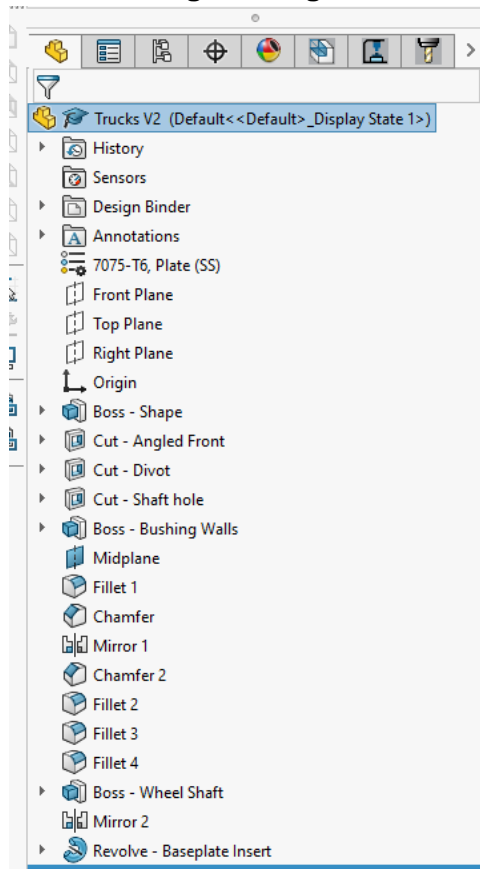 Trucks V2 (Default<<Default>_Display State 1>)
History
Sensors
Design Binder
Annotations
7075-T6, Plate (SS)
Front Plane
Top Plane
Right Plane
Origin
Boss - Shape
Cut - Angled Front
Cut - Divot
Cut - Shaft hole
Boss - Bushing Walls
Midplane
Fillet 1
Chamfer
Mirror 1
Chamfer 2
Fillet 2
Fillet 3
Fillet 4
Boss - Wheel Shaft
Mirror 2
Revolve - Baseplate Insert